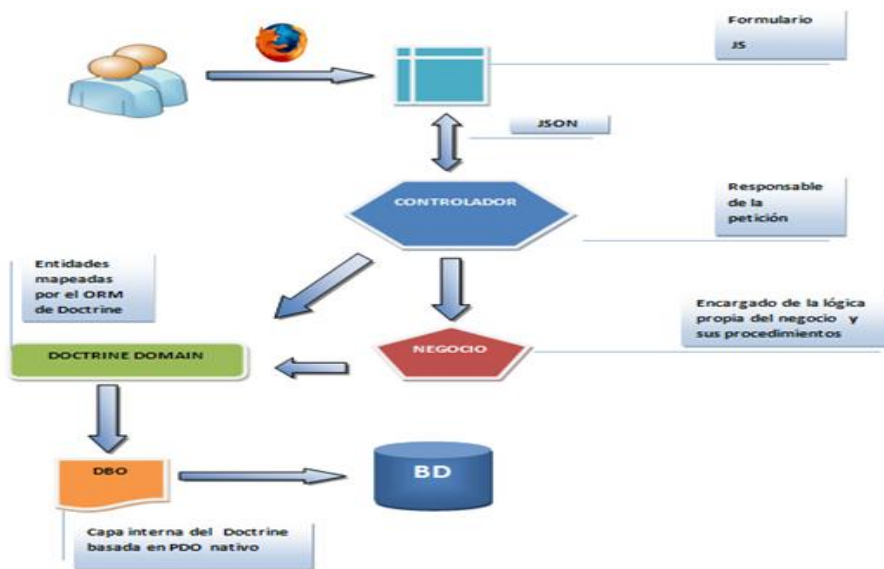 Formulario
JS
JSON
CONTROLADOR
Responsable
de la
petición
Entidades
mapeadas
por el ORM
de Doctrine
Encargado de la lógica
propia del negocio y
sus procedimientos
DOCTRINE DOMAIN
NEGOCIO
DBO
BD
Capa interna del Doctrine
basada en PDO nativo